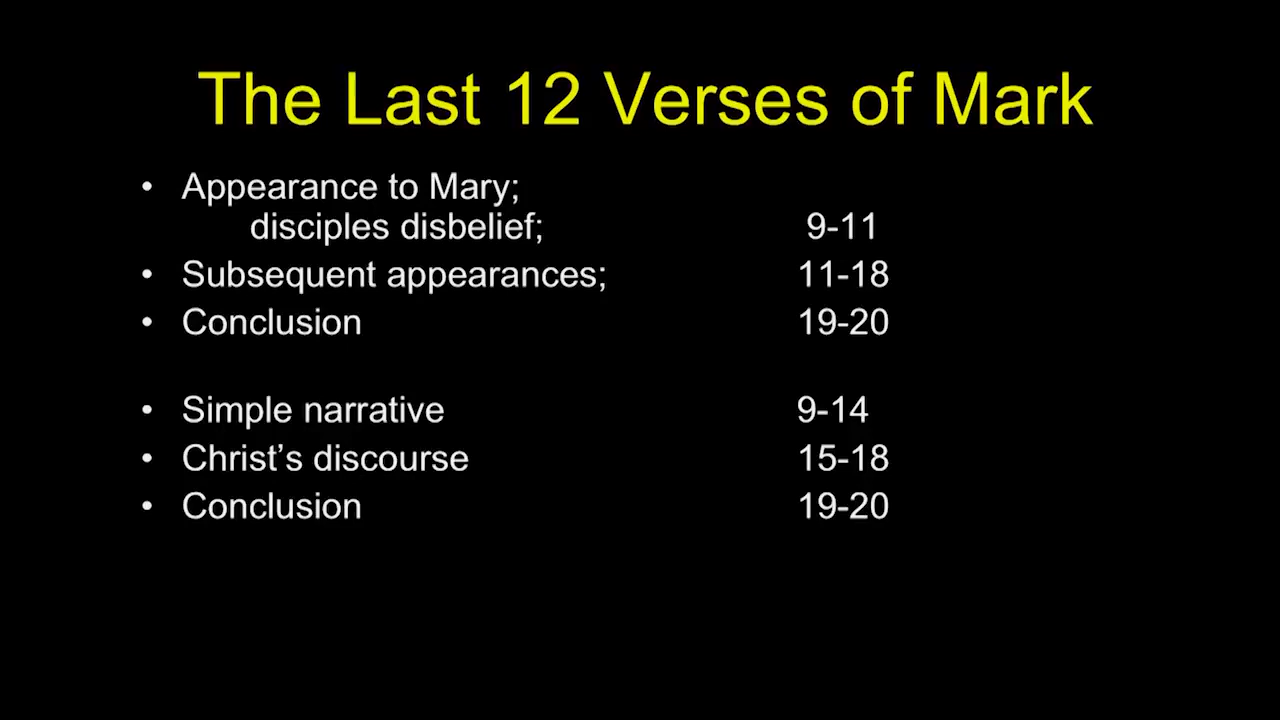 The Last 12 Verses of Mark
• Appearance to Mary;
disciples disbelief; 9-11
• Subsequent appearances; 11-18
• Conclusion 19-20
• Simple narrative 9-14
• Christ’s discourse 15-18
• Conclusion 19-20